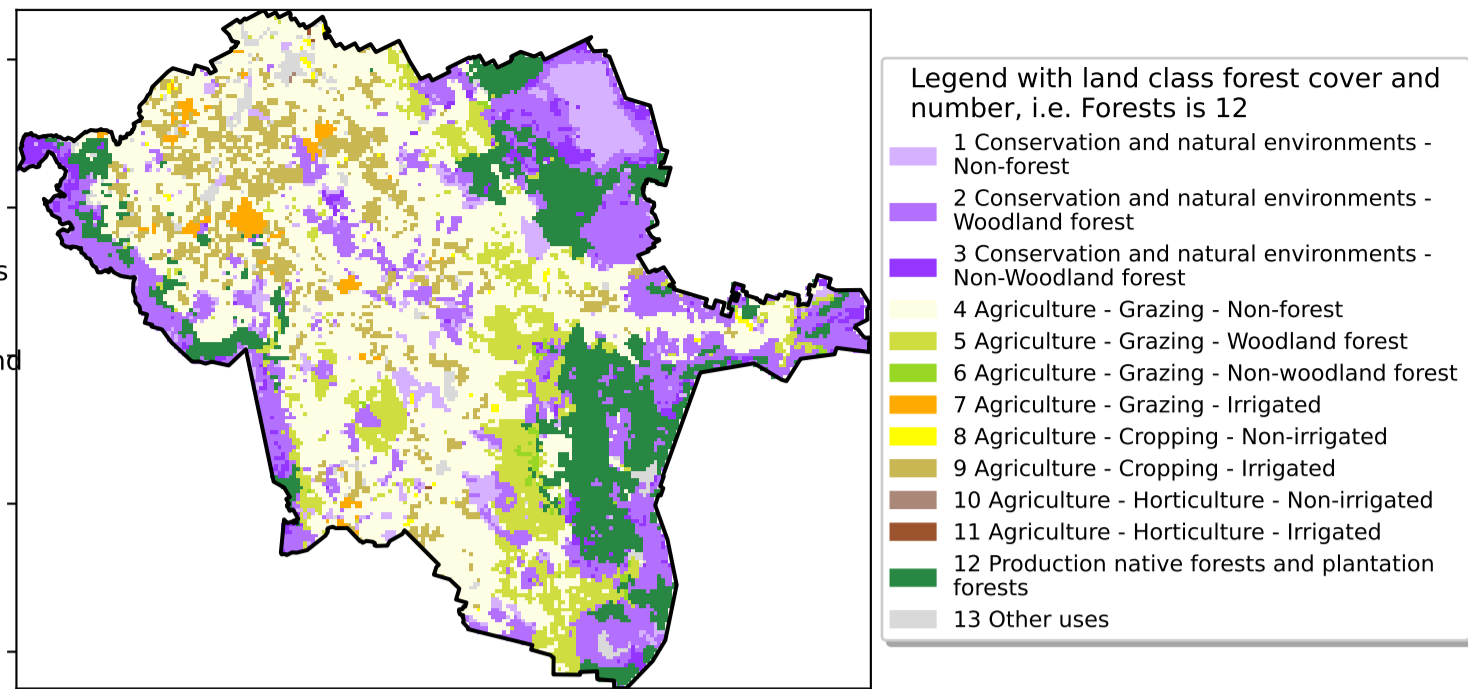 Legend with land class forest cover and
number, i.e. Forests is 12
1 Conservation and natural environments -
Non-forest
2 Conservation and natural environments -
Woodland forest
3 Conservation and natural environments -
Non-Woodland forest
4 Agriculture - Grazing - Non-forest
5 Agriculture - Grazing - Woodland forest
6 Agriculture - Grazing - Non-woodland forest
7 Agriculture - Grazing - Irrigated
8 Agriculture - Cropping - Non-irrigated
9 Agriculture - Cropping - Irrigated
10 Agriculture - Horticulture - Non-irrigated
11 Agriculture - Horticulture - Irrigated
12 Production native forests and plantation
forests
13 Other uses